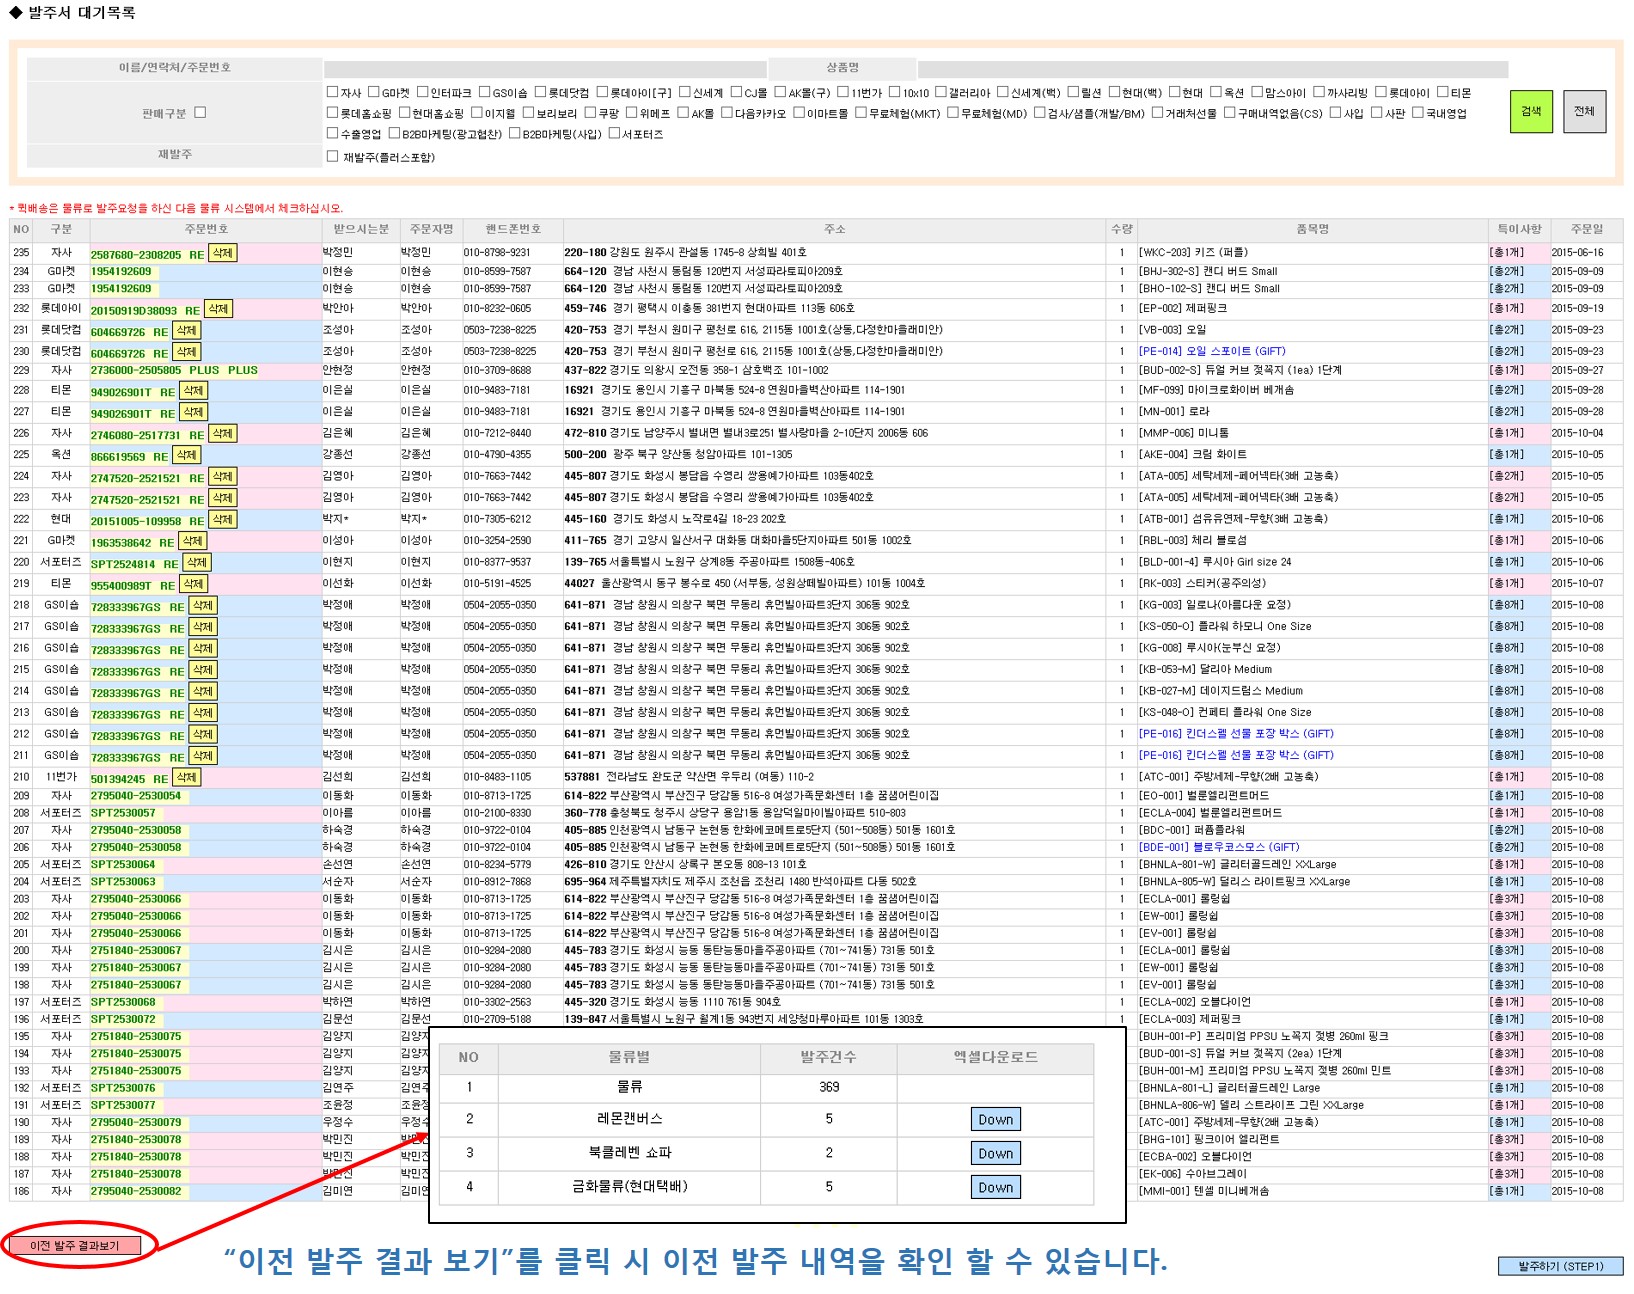 ◆ 발주서 대기목록
이름/연락처/주문번호 상품명
판매구분 자사 G마켓 인터파크 GS이숍 롯데닷컴 롯데아이[구] 신세계 CJ몰 AK몰(구) 11번가 10x10 갤러리아 신세계(백) 릴션 현대(백) 현대 옥션 맘스아이 까사리빙 롯데아이 티몬
롯데홈쇼핑 현대홈쇼핑 이지웰 보리보리 쿠팡 위메프 AK몰 다음카카오 이마트몰 무료체험(MKT) 무료체험(MD) 검사/샘플(개발/BM) 거래처선물 구매내역없음(CS) 사입 사판 국내영업
수출영업 B2B마케팅(광고협찬) B2B마케팅(사입) 서포터즈
검색 전체
재발주 재발주(플러스포함)
* 퀵배송은 물류로 발주요청을 하신 다음 물류 시스템에서 체크하십시오.
NO 구분 주문번호 받으시는분 주문자명 핸드폰번호 주소 수량 품목명 특이사항 주문일
235 자사 2587680-2308205 RE 삭제 박정민 박정민 010-8798-9231 220-180 강원도 원주시 관설동 1745-8 상희빌 401호 1 [WKC-203] 키즈 (퍼플) [총1개] 2015-06-16
234 G마켓 1954192609 이현승 이현승 010-8599-7587 664-120 경남 사천시 동림동 120번지 서성파라토피아209호 1 [BHJ-302-S] 캔디 버드 Small [총2개] 2015-09-09
233 G마켓 1954192609 이현승 이현승 010-8599-7587 664-120 경남 사천시 동림동 120번지 서성파라토피아209호 1 [BHO-102-S] 캔디 버드 Small [총2개] 2015-09-09
232 롯데아이 20150919D38093 RE 삭제 박안아 박안아 010-8232-0605 459-746 경기 평택시 이충동 381번지 현대아파트 113동 606호 1 [EP-002] 제퍼핑크 [총1개] 2015-09-19
231 롯데닷컴 604669726 RE 삭제 조성아 조성아 0503-7238-8225 420-753 경기 부천시 원미구 평천로 616, 2115동 1001호(상동,다정한마을래미안) 1 [VB-003] 오일 [총2개] 2015-09-23
230 롯데닷컴 604669726 RE 삭제 조성아 조성아 0503-7238-8225 420-753 경기 부천시 원미구 평천로 616, 2115동 1001호(상동,다정한마을래미안) 1 [PE-014] 오일 스포이트 (GIFT) [총2개] 2015-09-23
229 자사 2736000-2505805 PLUS PLUS 안현정 안현정 010-3709-8688 437-822 경기도 의왕시 오전동 358-1 삼호백조 101-1002 1 [BUD-002-S] 듀얼 커브 젖꼭지 (1ea) 1단계 [총1개] 2015-09-27
228 티몬 949026901T RE 삭제 이은실 이은실 010-9483-7181 16921 경기도 용인시 기흥구 마북동 524-8 연원마을벽산아파트 114-1901 1 [MF-099] 마이크로화이버 베개솜 [총2개] 2015-09-28
227 티몬 949026901T RE 삭제 이은실 이은실 010-9483-7181 16921 경기도 용인시 기흥구 마북동 524-8 연원마을벽산아파트 114-1901 1 [MN-001] 로라 [총2개] 2015-09-28
226 자사 2746080-2517731 RE 삭제 김은혜 김은혜 010-7212-8440 472-810 경기도 남양주시 별내면 별내3로251 별사랑마을 2-10단지 2006동 606 1 [MMP-006] 미니톰 [총1개] 2015-10-04
225 옥션 866619569 RE 삭제 강종선 강종선 010-4790-4355 500-200 광주 북구 양산동 청암아파트 101-1305 1 [AKE-004] 크림 화이트 [총1개] 2015-10-05
224 자사 2747520-2521521 RE 삭제 김영아 김영아 010-7663-7442 445-807 경기도 화성시 봉담읍 수영리 쌍용예가아파트 103동402호 1 [ATA-005] 세탁세제-페어넥타(3배 고농축) [총2개] 2015-10-05
223 자사 2747520-2521521 RE 삭제 김영아 김영아 010-7663-7442 445-807 경기도 화성시 봉담읍 수영리 쌍용예가아파트 103동402호 1 [ATA-005] 세탁세제-페어넥타(3배 고농축) [총2개] 2015-10-05
222 현대 20151005-109958 RE 삭제 박지* 박지* 010-7305-6212 445-160 경기도 화성시 노작로4길 18-23 202호 1 [ATB-001] 섬유유연제-무향(3배 고농축) [총1개] 2015-10-06
221 G마켓 1963538642 RE 삭제 이성아 이성아 010-3254-2590 411-765 경기 고양시 일산서구 대화동 대화마을5단지아파트 501동 1002호 1 [RBL-003] 체리 블로섬 [총1개] 2015-10-06
220 서포터즈 SPT2524814 RE 삭제 이현지 이현지 010-8377-9537 139-765 서울특별시 노원구 상계8동 주공아파트 1508동-406호 1 [BLD-001-4] 루시아 Girl size 24 [총1개] 2015-10-06
219 티몬 955400989T RE 삭제 이선화 이선화 010-5191-4525 44027 울산광역시 동구 봉수로 450 (서부동, 성원상떼빌아파트) 101동 1004호 1 [RK-003] 스티커(공주의성) [총1개] 2015-10-07
218 GS이숍 728333967GS RE 삭제 박정애 박정애 0504-2055-0350 641-871 경남 창원시 의창구 북면 무동리 휴먼빌아파트3단지 306동 902호 1 [KG-003] 일로나(아름다운 요정) [총8개] 2015-10-08
217 GS이숍 728333967GS RE 삭제 박정애 박정애 0504-2055-0350 641-871 경남 창원시 의창구 북면 무동리 휴먼빌아파트3단지 306동 902호 1 [KS-050-O] 플라워 하모니 One Size [총8개] 2015-10-08
216 GS이숍 728333967GS RE 삭제 박정애 박정애 0504-2055-0350 641-871 경남 창원시 의창구 북면 무동리 휴먼빌아파트3단지 306동 902호 1 [KG-008] 루시아(눈부신 요정) [총8개] 2015-10-08
215 GS이숍 728333967GS RE 삭제 박정애 박정애 0504-2055-0350 641-871 경남 창원시 의창구 북면 무동리 휴먼빌아파트3단지 306동 902호 1 [KB-053-M] 달리아 Medium [총8개] 2015-10-08
214 GS이숍 728333967GS RE 삭제 박정애 박정애 0504-2055-0350 641-871 경남 창원시 의창구 북면 무동리 휴먼빌아파트3단지 306동 902호 1 [KB-027-M] 데이지드림스 Medium [총8개] 2015-10-08
213 GS이숍 728333967GS RE 삭제 박정애 박정애 0504-2055-0350 641-871 경남 창원시 의창구 북면 무동리 휴먼빌아파트3단지 306동 902호 1 [KS-048-O] 컨페티 플라워 One Size [총8개] 2015-10-08
212 GS이숍 728333967GS RE 삭제 박정애 박정애 0504-2055-0350 641-871 경남 창원시 의창구 북면 무동리 휴먼빌아파트3단지 306동 902호 1 [PE-016] 킨더스펠 선물 포장 박스 (GIFT) [총8개] 2015-10-08
211 GS이숍 728333967GS RE 삭제 박정애 박정애 0504-2055-0350 641-871 경남 창원시 의창구 북면 무동리 휴먼빌아파트3단지 306동 902호 1 [PE-016] 킨더스펠 선물 포장 박스 (GIFT) [총8개] 2015-10-08
210 11번가 501394245 RE 삭제 김선희 김선희 010-8483-1105 537881 전라남도 완도군 약산면 우두리 (여동) 110-2 1 [ATC-001] 주방세제-무향(2배 고농축) [총1개] 2015-10-08
209 자사 2795040-2530054 이동화 이동화 010-8713-1725 614-822 부산광역시 부산진구 당감동 516-8 여성가족문화센터 1층 꿈샘어린이집 1 [EO-001] 벌룬엘리펀트머드 [총1개] 2015-10-08
208 서포터즈 SPT2530057 이아름 이아름 010-2100-8330 360-778 충청북도 청주시 상당구 용암1동 용암덕일마이빌아파트 510-803 1 [ECLA-004] 벌룬엘리펀트머드 [총1개] 2015-10-08
207 자사 2795040-2530058 하숙경 하숙경 010-9722-0104 405-885 인천광역시 남동구 논현동 한화에코메트로5단지 (501~508동) 501동 1601호 1 [BDC-001] 퍼퓸플라워 [총2개] 2015-10-08
206 자사 2795040-2530058 하숙경 하숙경 010-9722-0104 405-885 인천광역시 남동구 논현동 한화에코메트로5단지 (501~508동) 501동 1601호 1 [BDE-001] 블로우코스모스 (GIFT) [총2개] 2015-10-08
205 서포터즈 SPT2530064 손선연 손선연 010-8234-5779 426-810 경기도 안산시 상록구 본오동 808-13 101호 1 [BHNLA-801-W] 글리터골드레인 XXLarge [총1개] 2015-10-08
204 서포터즈 SPT2530063 서순자 서순자 010-8912-7868 695-964 제주특별자치도 제주시 조천읍 조천리 1480 반석아파트 다동 502호 1 [BHNLA-805-W] 덜리스 라이트핑크 XXLarge [총1개] 2015-10-08
203 자사 2795040-2530066 이동화 이동화 010-8713-1725 614-822 부산광역시 부산진구 당감동 516-8 여성가족문화센터 1층 꿈샘어린이집 1 [ECLA-001] 롤링쉽 [총3개] 2015-10-08
202 자사 2795040-2530066 이동화 이동화 010-8713-1725 614-822 부산광역시 부산진구 당감동 516-8 여성가족문화센터 1층 꿈샘어린이집 1 [EW-001] 롤링쉽 [총3개] 2015-10-08
201 자사 2795040-2530066 이동화 이동화 010-8713-1725 614-822 부산광역시 부산진구 당감동 516-8 여성가족문화센터 1층 꿈샘어린이집 1 [EV-001] 롤링쉽 [총3개] 2015-10-08
200 자사 2751840-2530067 김시은 김시은 010-9284-2080 445-783 경기도 화성시 능동 동탄능동마을주공아파트 (701~741동) 731동 501호 1 [ECLA-001] 롤링쉽 [총3개] 2015-10-08
199 자사 2751840-2530067 김시은 김시은 010-9284-2080 445-783 경기도 화성시 능동 동탄능동마을주공아파트 (701~741동) 731동 501호 1 [EW-001] 롤링쉽 [총3개] 2015-10-08
198 자사 2751840-2530067 김시은 김시은 010-9284-2080 445-783 경기도 화성시 능동 동탄능동마을주공아파트 (701~741동) 731동 501호 1 [EV-001] 롤링쉽 [총3개] 2015-10-08
197 서포터즈 SPT2530068 박하연 박하연 010-3302-2563 445-320 경기도 화성시 능동 1110 761동 904호 1 [ECLA-002] 오블다이언 [총1개] 2015-10-08
196 서포터즈 SPT2530072 김문선 김문선 010-2709-5188 139-847 서울특별시 노원구 월계1동 943번지 세양청마루아파트 101동 1303호 1 [ECLA-003] 제퍼핑크 [총1개] 2015-10-08
195 자사 2751840-2530075 김양지 김양지 [BUH-001-P] 프리미엄 PPSU 노꼭지 젖병 260ml 핑크 [총3개] 2015-10-08
194 자사 2751840-2530075 김양지 김양지 [BUD-001-S] 듀얼 커브 젖꼭지 (2ea) 1단계 [총3개] 2015-10-08
193 자사 2751840-2530075 김양지 김양지 [BUH-001-M] 프리미엄 PPSU 노꼭지 젖병 260ml 민트 [총3개] 2015-10-08
192 서포터즈 SPT2530076 김연주 김연주 [BHNLA-801-L] 글리터골드레인 Large [총1개] 2015-10-08
191 서포터즈 SPT2530077 조윤정 조윤정 [BHNLA-806-W] 델리 스트라이프 그린 XXLarge [총1개] 2015-10-08
190 자사 2795040-2530079 우정수 우정수 [ATC-001] 주방세제-무향(2배 고농축) [총1개] 2015-10-08
189 자사 2751840-2530078 박민진 박민진 [BHG-101] 핑크이어 엘리펀트 [총3개] 2015-10-08
188 자사 2751840-2530078 박민진 박민진 [ECBA-002] 오블다이언 [총3개] 2015-10-08
187 자사 2751840-2530078 박민진 박민진 [EK-006] 수아브그레이 [총3개] 2015-10-08
186 자사 2795040-2530082 김미연 김미연 [MMI-001] 텐셀 미니베개솜 [총1개] 2015-10-08
NO 물류별 발주건수 엑셀다운로드
1 물류 369
2 레몬캔버스 5 Down
3 북클레벤 쇼파 2 Down
4 금화물류(현대택배) 5 Down
이전 발주 결과보기
“이전 발주 결과 보기”를 클릭 시 이전 발주 내역을 확인 할 수 있습니다.
발주하기 (STEP1)